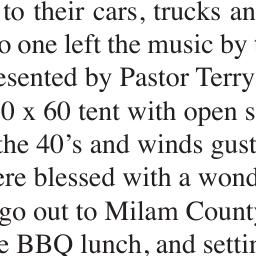 to their cars, trucks an
o one left the music by
esented by Pastor Terry
0 x 60 tent with open s
the 40’s and winds gust
ere blessed with a wond
go out to Milam County
e BBQ lunch, and settin